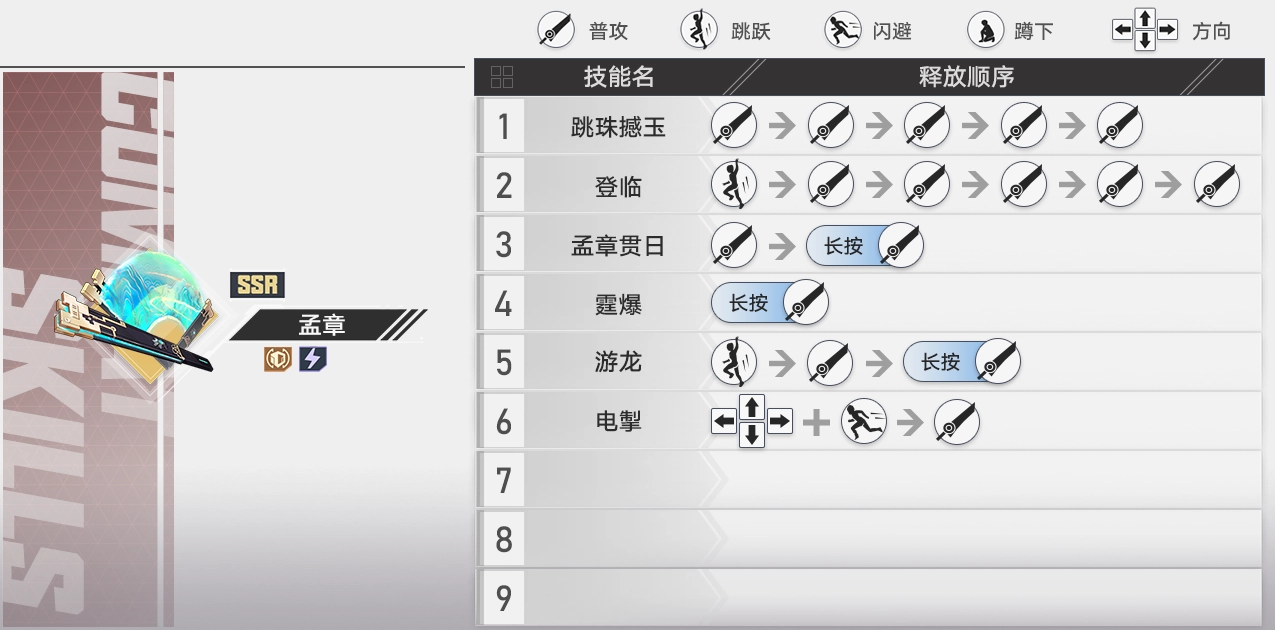 普攻 跳跃 闪避 蹲下 方向
技能名 释放顺序
COMBAT
SKILLS
SSR
孟章
1 跳珠撼玉
2 登临
3 孟章贯日 长按
4 霆爆 长按
5 游龙 长按
6 电掣
7
8
9